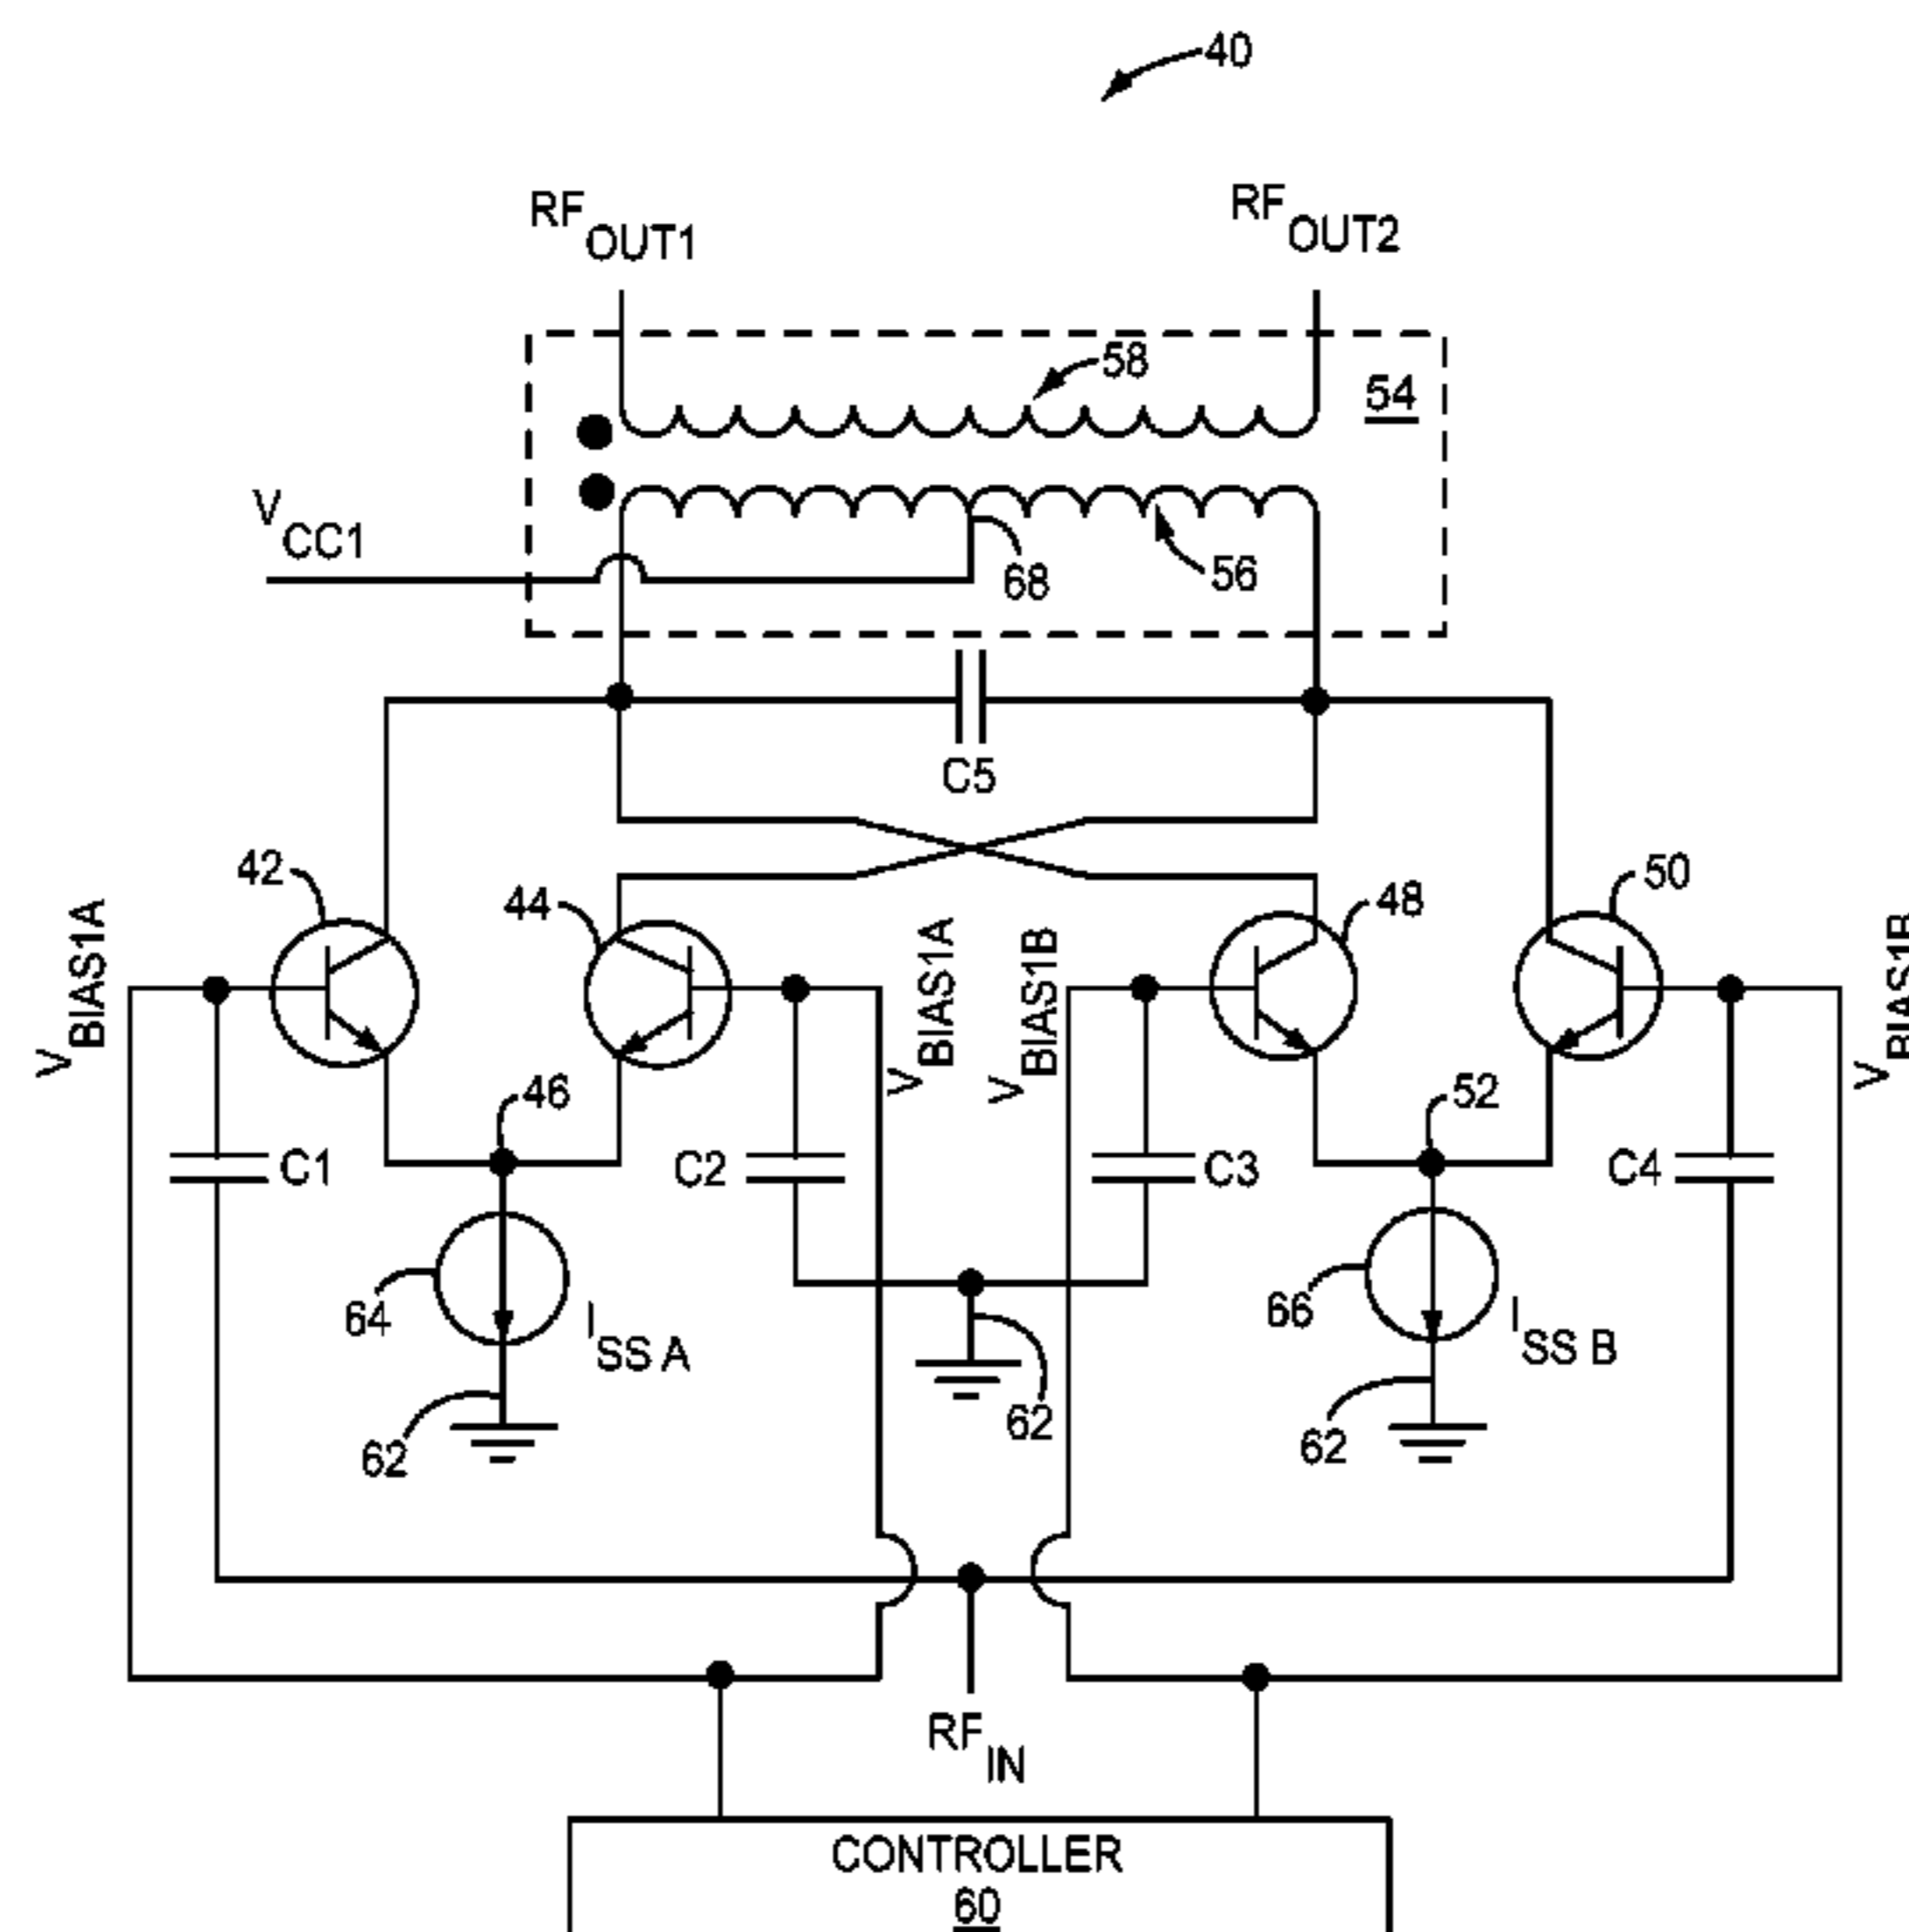 40
RF OUT1
RF OUT2
58
54
V CC1
68
56
C5
42
44
48
50
V BIAS1A
V BIAS1A
V BIAS1B
V BIAS1B
46
52
C1
C2
C3
C4
64
I SS A
66
I SS B
62
62
62
RF IN
CONTROLLER
60